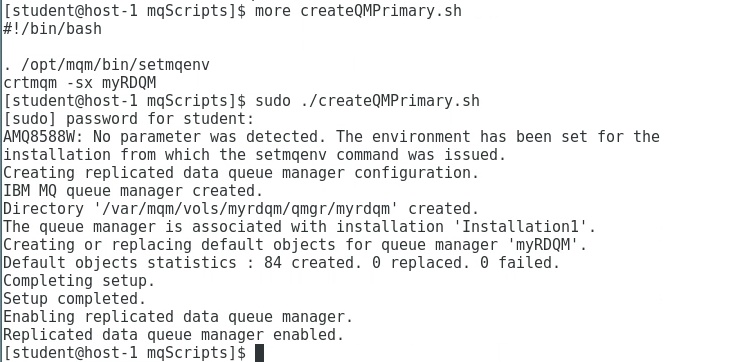 [student@host-1 mqScripts]$ more createQMPrimary.sh
#!/bin/bash

. /opt/mqm/bin/setmqenv
crtmqm -sx myRDQM
[student@host-1 mqScripts]$ sudo ./createQMPrimary.sh
[sudo] password for student:
AMQ8588W: No parameter was detected. The environment has been set for the
installation from which the setmqenv command was issued.
Creating replicated data queue manager configuration.
IBM MQ queue manager created.
Directory '/var/mqm/vols/myrdqm/qmgr/myrdqm' created.
The queue manager is associated with installation 'Installation1'.
Creating or replacing default objects for queue manager 'myRDQM'.
Default objects statistics : 84 created. 0 replaced. 0 failed.
Completing setup.
Setup completed.
Enabling replicated data queue manager.
Replicated data queue manager enabled.
[student@host-1 mqScripts]$